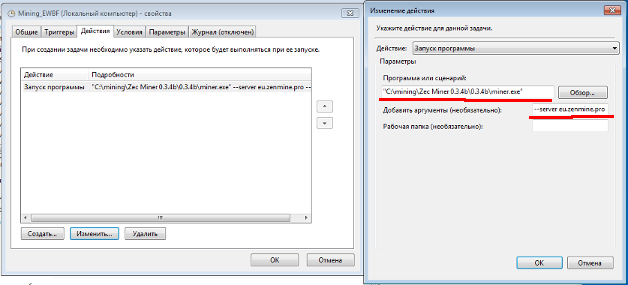 Mining_EWBF (Локальный компьютер) - свойства
Общие Триггеры Действия Условия Параметры Журнал (отключен)
При создании задачи необходимо указать действие, которое будет выполняться при ее запуске.
Действие Подробности
Запуск программы "C:\mining\Zec Miner 0.3.4b\0.3.4b\miner.exe" --server eu.zenmine.pro --
Создать... Изменить... Удалить
OK Отмена
Изменение действия
Укажите действие для данной задачи.
Действие: Запуск программы
Параметры
Программа или сценарий:
"C:\mining\Zec Miner 0.3.4b\0.3.4b\miner.exe" Обзор...
Добавить аргументы (необязательно): --server eu.zenmine.pro
Рабочая папка (необязательно):
OK Отмена